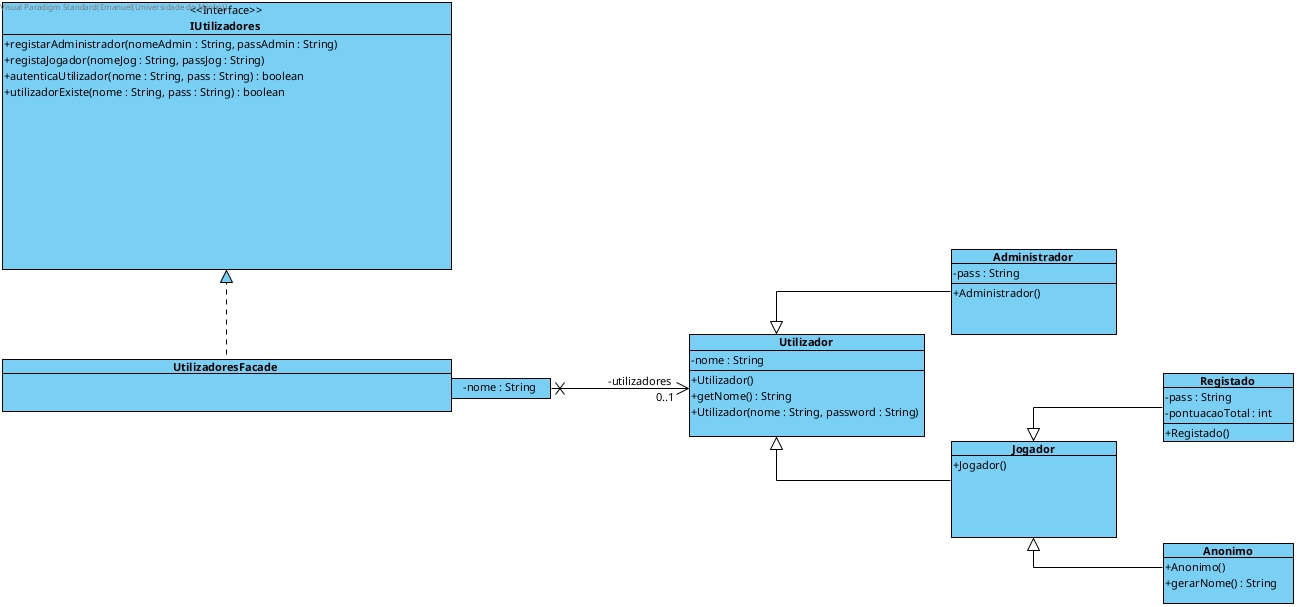 Visual Paradigm Standard(Emanuel(Universidade do Minho))
<<Interface>>
IUtilizadores
+registarAdministrador(nomeAdmin : String, passAdmin : String)
+registaJogador(nomeJog : String, passJog : String)
+autenticaUtilizador(nome : String, pass : String) : boolean
+utilizadorExiste(nome : String, pass : String) : boolean
Administrador
-pass : String
+Administrador()
Utilizador
-nome : String
+Utilizador()
+getNome() : String
+Utilizador(nome : String, password : String)
UtilizadoresFacade
-nome : String
-utilizadores
0..1
Registado
-pass : String
-pontuacaoTotal : int
+Registado()
Jogador
+Jogador()
Anonimo
+Anonimo()
+gerarNome() : String